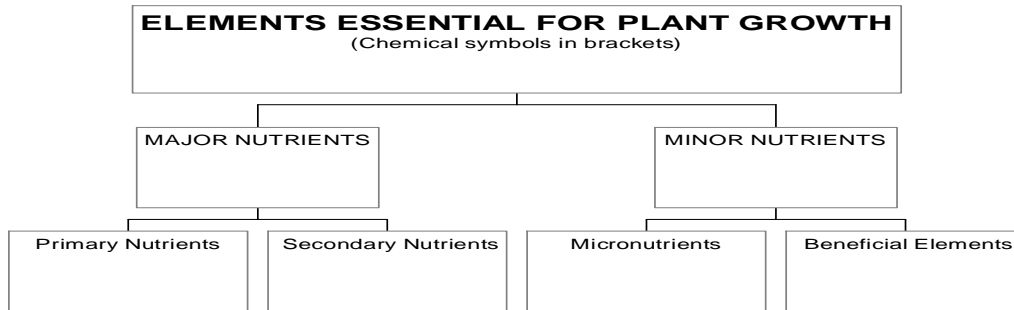 ELEMENTS ESSENTIAL FOR PLANT GROWTH
(Chemical symbols in brackets)
MAJOR NUTRIENTS
MINOR NUTRIENTS
Primary Nutrients
Secondary Nutrients
Micronutrients
Beneficial Elements